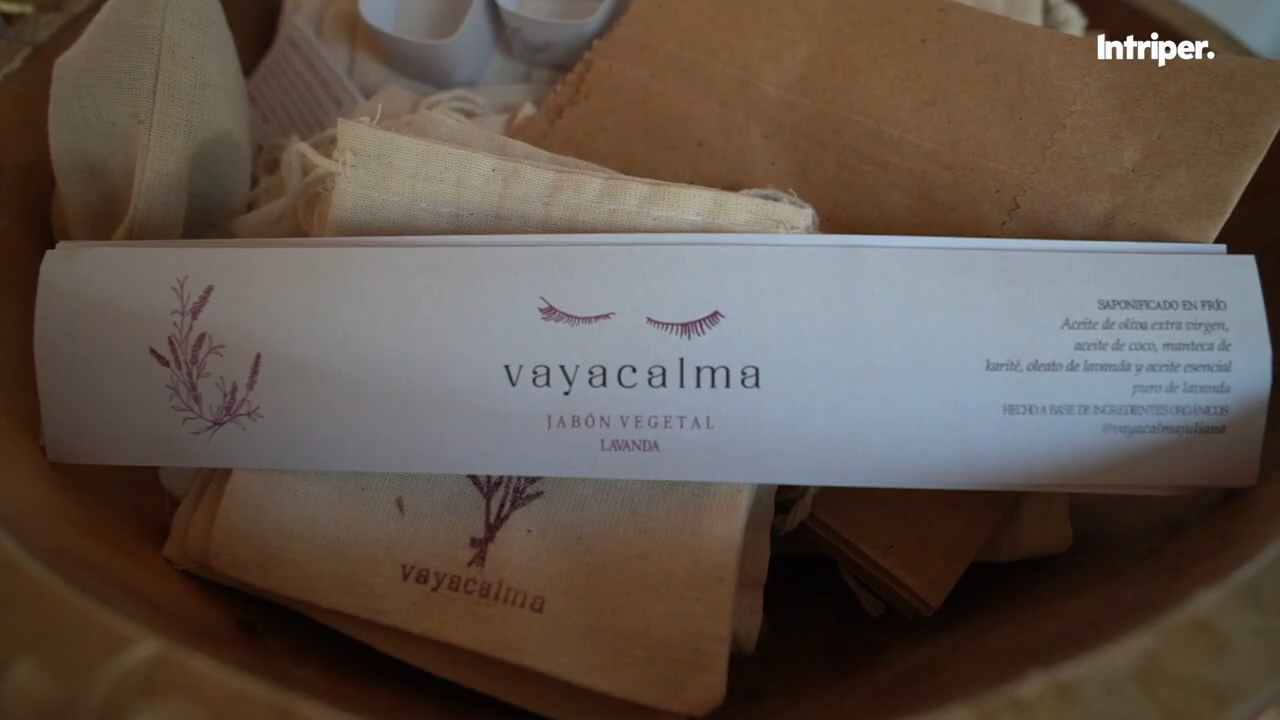 Intriper.
vayacalma
JABÓN VEGETAL
LAVANDA
SAPONIFICADO EN FRÍO
Aceite de oliva extra virgen,
aceite de coco, manteca de
karité, oleato de lavanda y aceite esencial
puro de lavanda
HECHO A BASE DE INGREDIENTES ORGÁNICOS
@vayacalmajuliana
vayacalma